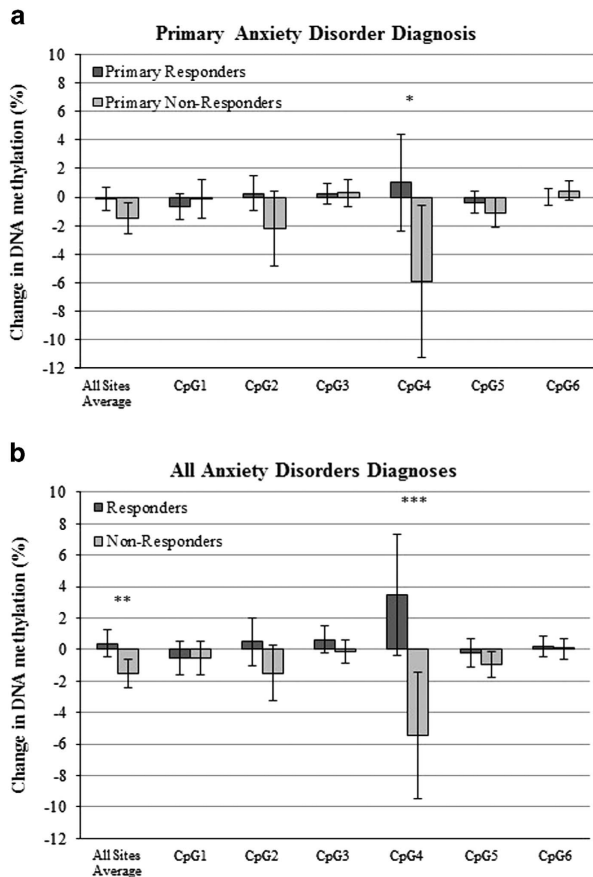 a
Primary Anxiety Disorder Diagnosis
Change in DNA methylation (%)
10
8
6
4
2
0
-2
-4
-6
-8
-10
-12
Primary Responders
Primary Non-Responders
*
All Sites Average CpG1 CpG2 CpG3 CpG4 CpG5 CpG6
b
All Anxiety Disorders Diagnoses
Change in DNA methylation (%)
10
8
6
4
2
0
-2
-4
-6
-8
-10
-12
Responders
Non-Responders
**
***
All Sites Average CpG1 CpG2 CpG3 CpG4 CpG5 CpG6